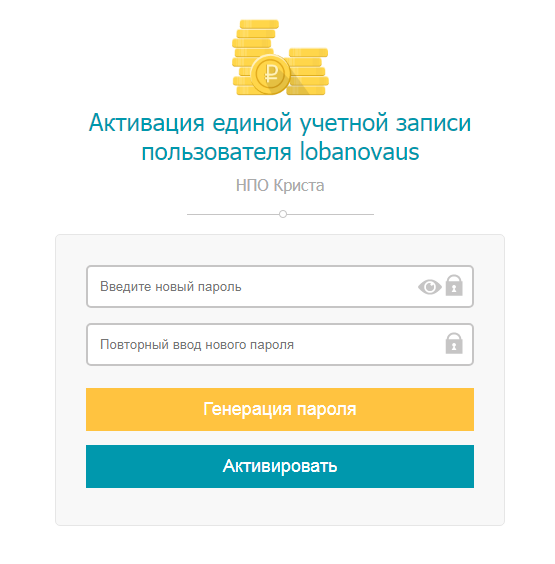 Активация единой учетной записи
пользователя lobanovaus
НПО Криста
Введите новый пароль
Повторный ввод нового пароля
Генерация пароля
Активировать